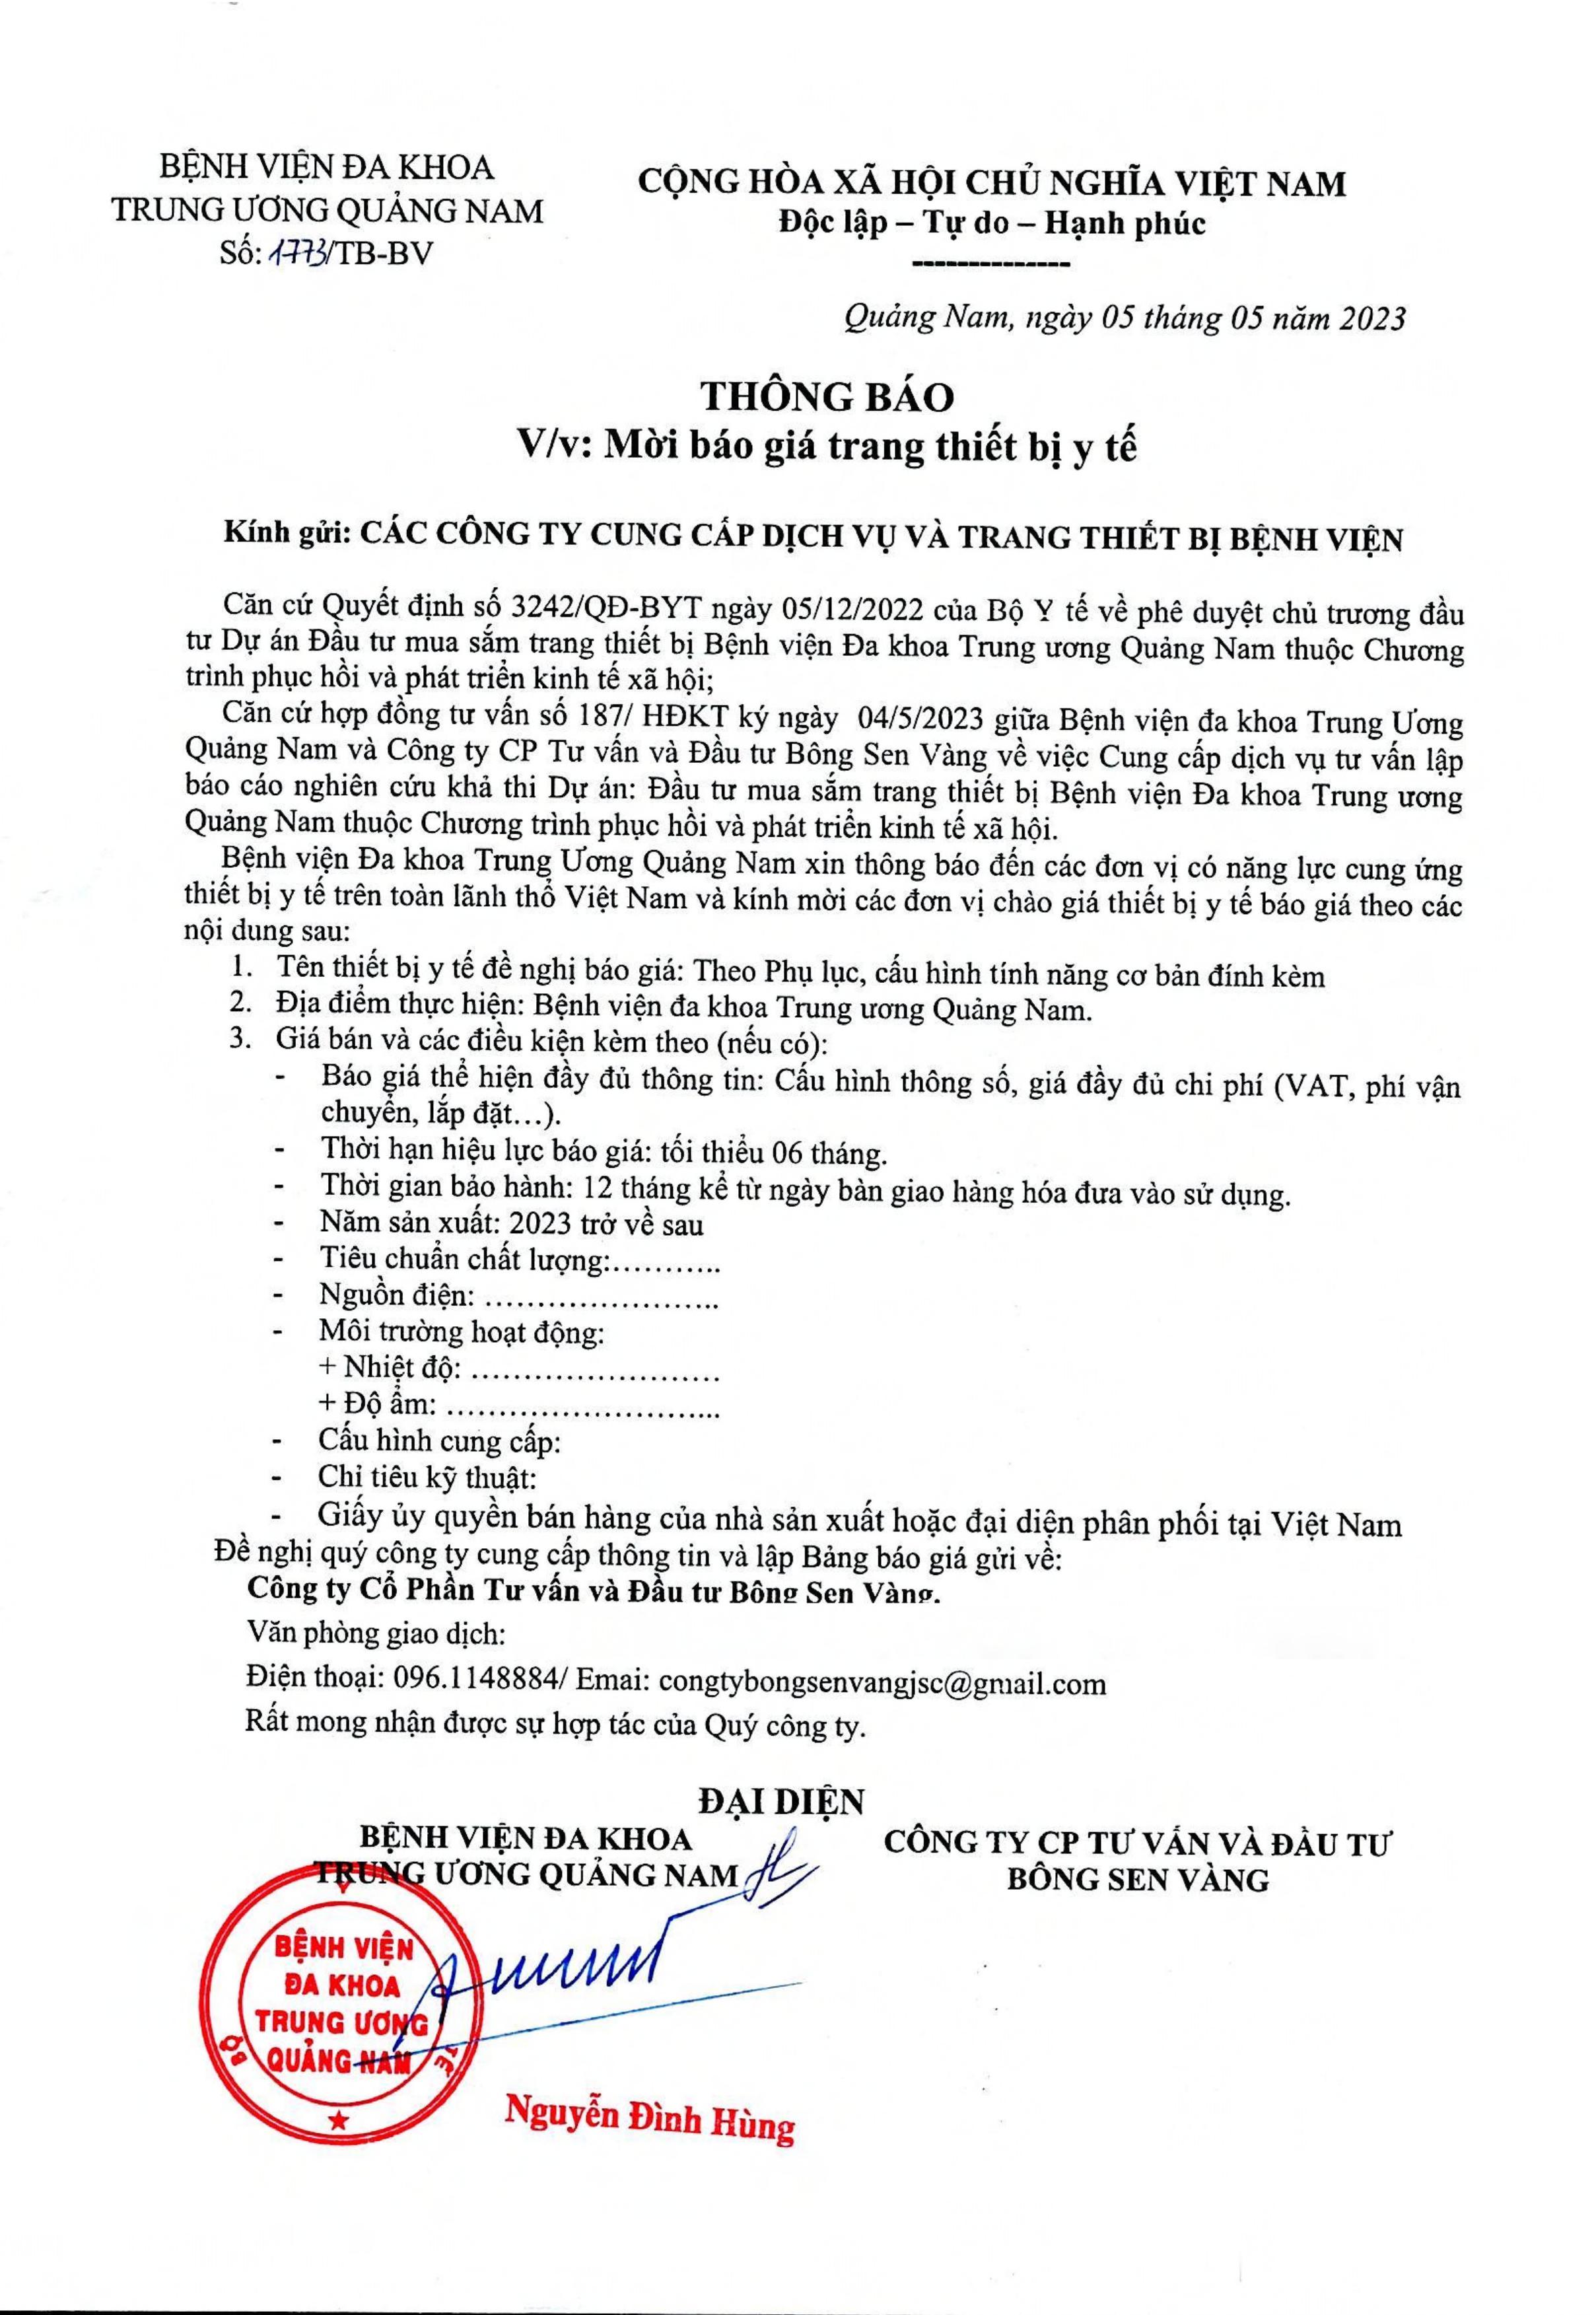 BỆNH VIỆN ĐA KHOA
TRUNG ƯƠNG QUẢNG NAM
Số: 1773/TB-BV
CỘNG HÒA XÃ HỘI CHỦ NGHĨA VIỆT NAM
Độc lập – Tự do – Hạnh phúc
--------------
Quảng Nam, ngày 05 tháng 05 năm 2023
THÔNG BÁO
V/v: Mời báo giá trang thiết bị y tế
Kính gửi: CÁC CÔNG TY CUNG CẤP DỊCH VỤ VÀ TRANG THIẾT BỊ BỆNH VIỆN
Căn cứ Quyết định số 3242/QĐ-BYT ngày 05/12/2022 của Bộ Y tế về phê duyệt chủ trương đầu
tư Dự án Đầu tư mua sắm trang thiết bị Bệnh viện Đa khoa Trung ương Quảng Nam thuộc Chương
trình phục hồi và phát triển kinh tế xã hội;
Căn cứ hợp đồng tư vấn số 187/ HĐKT ký ngày 04/5/2023 giữa Bệnh viện đa khoa Trung Ương
Quảng Nam và Công ty CP Tư vấn và Đầu tư Bông Sen Vàng về việc Cung cấp dịch vụ tư vấn lập
báo cáo nghiên cứu khả thi Dự án: Đầu tư mua sắm trang thiết bị Bệnh viện Đa khoa Trung ương
Quảng Nam thuộc Chương trình phục hồi và phát triển kinh tế xã hội.
Bệnh viện Đa khoa Trung Ương Quảng Nam xin thông báo đến các đơn vị có năng lực cung ứng
thiết bị y tế trên toàn lãnh thổ Việt Nam và kính mời các đơn vị chào giá thiết bị y tế báo giá theo các
nội dung sau:
1. Tên thiết bị y tế đề nghị báo giá: Theo Phụ lục, cấu hình tính năng cơ bản đính kèm
2. Địa điểm thực hiện: Bệnh viện đa khoa Trung ương Quảng Nam.
3. Giá bán và các điều kiện kèm theo (nếu có):
- Báo giá thể hiện đầy đủ thông tin: Cấu hình thông số, giá đầy đủ chi phí (VAT, phí vận
chuyển, lắp đặt…).
- Thời hạn hiệu lực báo giá: tối thiểu 06 tháng.
- Thời gian bảo hành: 12 tháng kể từ ngày bàn giao hàng hóa đưa vào sử dụng.
- Năm sản xuất: 2023 trở về sau
- Tiêu chuẩn chất lượng:............
- Nguồn điện: ..........................
- Môi trường hoạt động:
+ Nhiệt độ: ............................
+ Độ ẩm: ..............................
- Cấu hình cung cấp:
- Chỉ tiêu kỹ thuật:
- Giấy ủy quyền bán hàng của nhà sản xuất hoặc đại diện phân phối tại Việt Nam
Đề nghị quý công ty cung cấp thông tin và lập Bảng báo giá gửi về:
Công ty Cổ Phần Tư vấn và Đầu tư Bông Sen Vàng.
Văn phòng giao dịch:
Điện thoại: 096.1148884/ Emai: congtybongsenvangjsc@gmail.com
Rất mong nhận được sự hợp tác của Quý công ty.
ĐẠI DIỆN
BỆNH VIỆN ĐA KHOA
TRUNG ƯƠNG QUẢNG NAM
CÔNG TY CP TƯ VẤN VÀ ĐẦU TƯ
BÔNG SEN VÀNG
BỆNH VIỆN
ĐA KHOA
TRUNG ƯƠNG
QUẢNG NAM
BỘ
TẾ
Nguyễn Đình Hùng